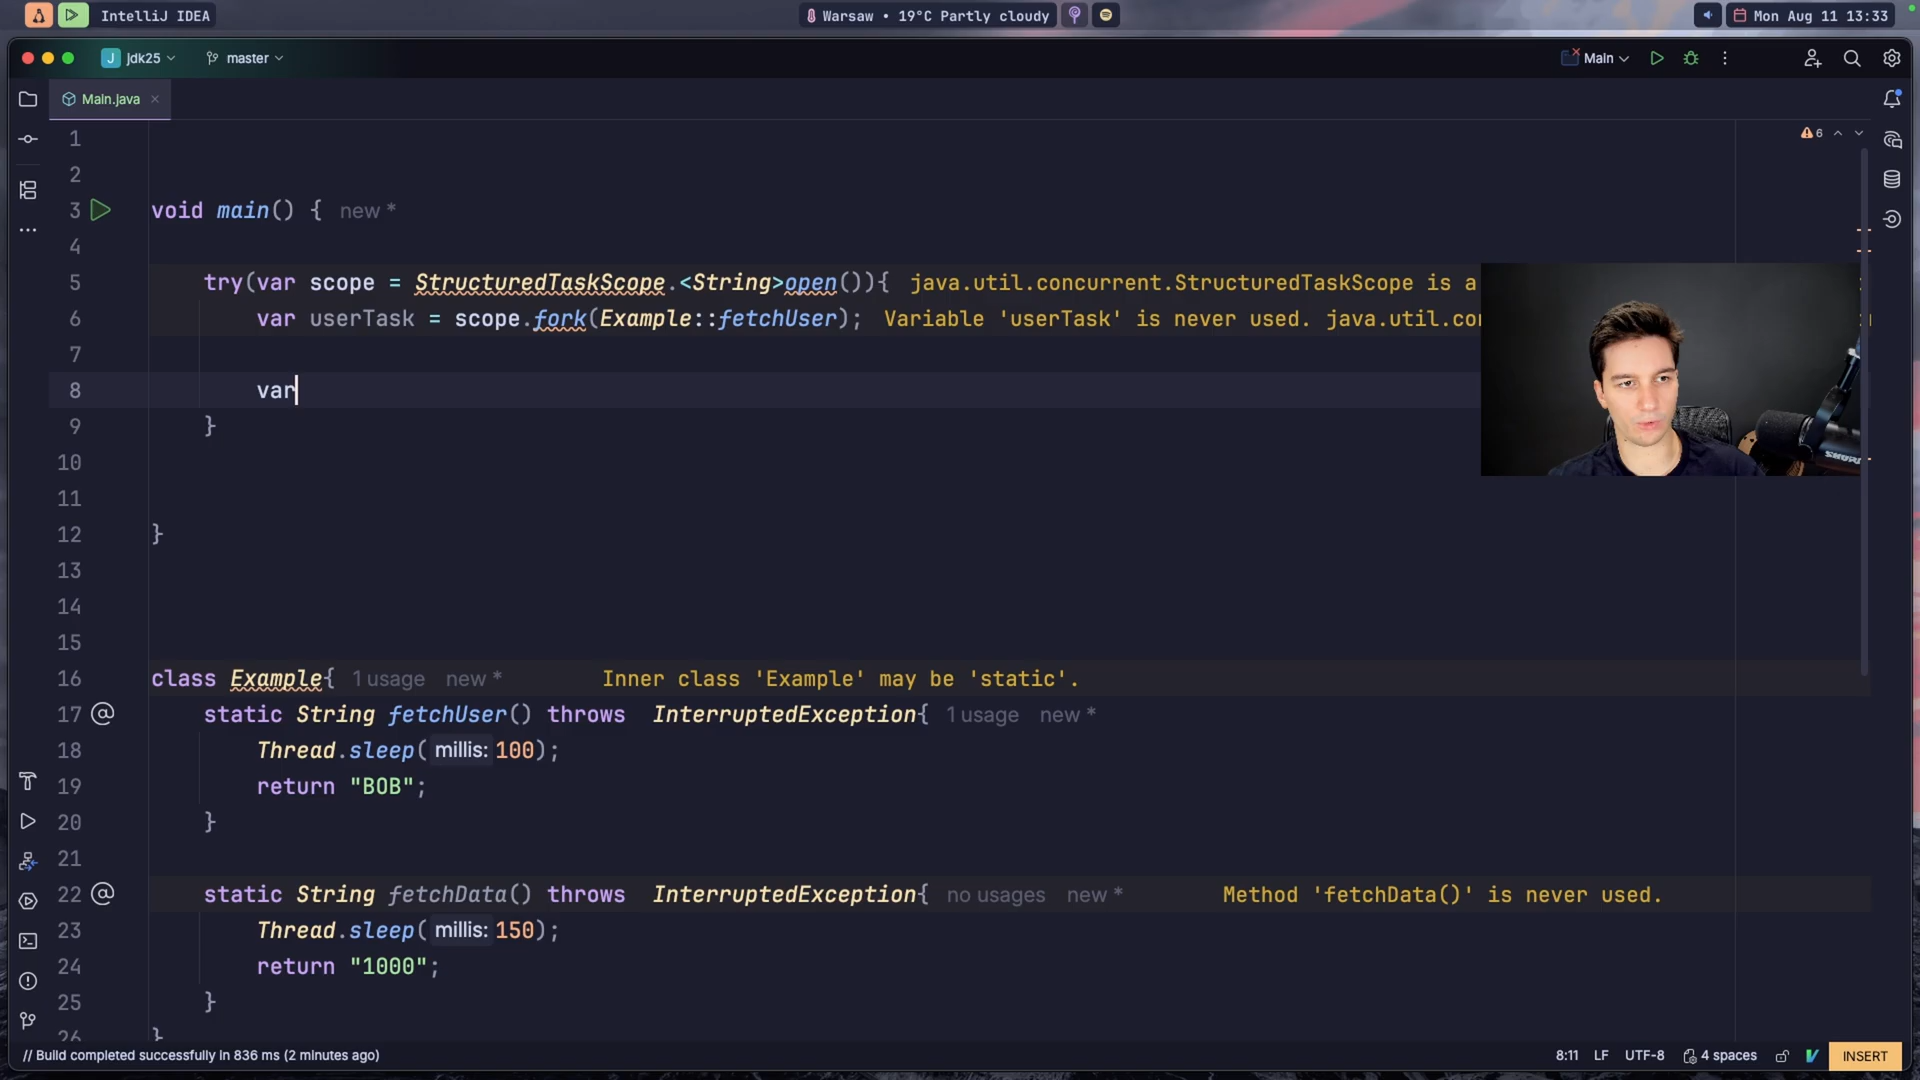 IntelliJ IDEA
Warsaw • 19°C Partly cloudy
Mon Aug 11 13:33
J jdk25
master
Main
Main.java
6
1
2
3 void main() { new *
4
5 try(var scope = StructuredTaskScope.<String>open()){ java.util.concurrent.StructuredTaskScope is a
6 var userTask = scope.fork(Example::fetchUser); Variable 'userTask' is never used. java.util.co
7
8 var
9 }
10
11
12 }
13
14
15
16 class Example{ 1 usage new * Inner class 'Example' may be 'static'.
17 @ static String fetchUser() throws InterruptedException{ 1 usage new *
18 Thread.sleep( millis: 100);
19 return "BOB";
20 }
21
22 @ static String fetchData() throws InterruptedException{ no usages new * Method 'fetchData()' is never used.
23 Thread.sleep( millis: 150);
24 return "1000";
25 }
26 }
// Build completed successfully in 836 ms (2 minutes ago)
8:11 LF UTF-8 4 spaces INSERT